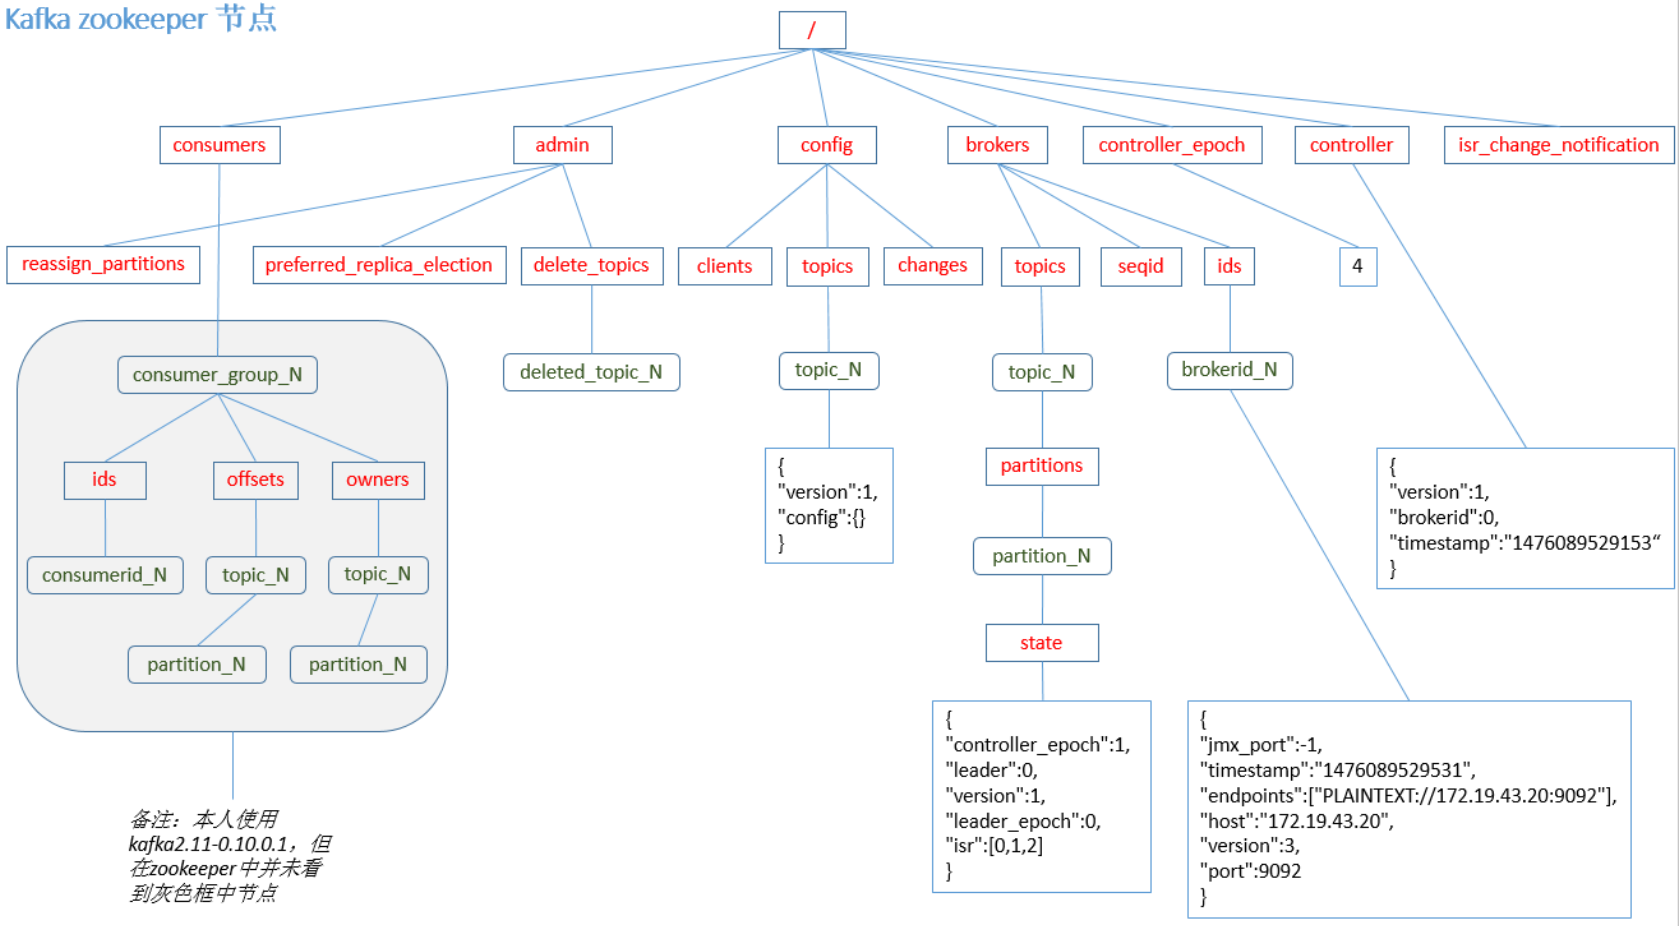 Kafka zookeeper 节点
/
consumers
admin
config
brokers
controller_epoch
controller
isr_change_notification
reassign_partitions
preferred_replica_election
delete_topics
clients
topics
changes
topics
seqid
ids
4
consumer_group_N
deleted_topic_N
topic_N
topic_N
brokerid_N
ids
offsets
owners
consumerid_N
topic_N
topic_N
partition_N
partition_N
{
"version":1,
"config":{}
}
partitions
partition_N
state
{
"version":1,
"brokerid":0,
"timestamp":"1476089529153“
}
{
"controller_epoch":1,
"leader":0,
"version":1,
"leader_epoch":0,
"isr":[0,1,2]
}
{
"jmx_port":-1,
"timestamp":"1476089529531",
"endpoints":["PLAINTEXT://172.19.43.20:9092"],
"host":"172.19.43.20",
"version":3,
"port":9092
}
备注：本人使用
kafka2.11-0.10.0.1，但
在zookeeper中并未看
到灰色框中节点